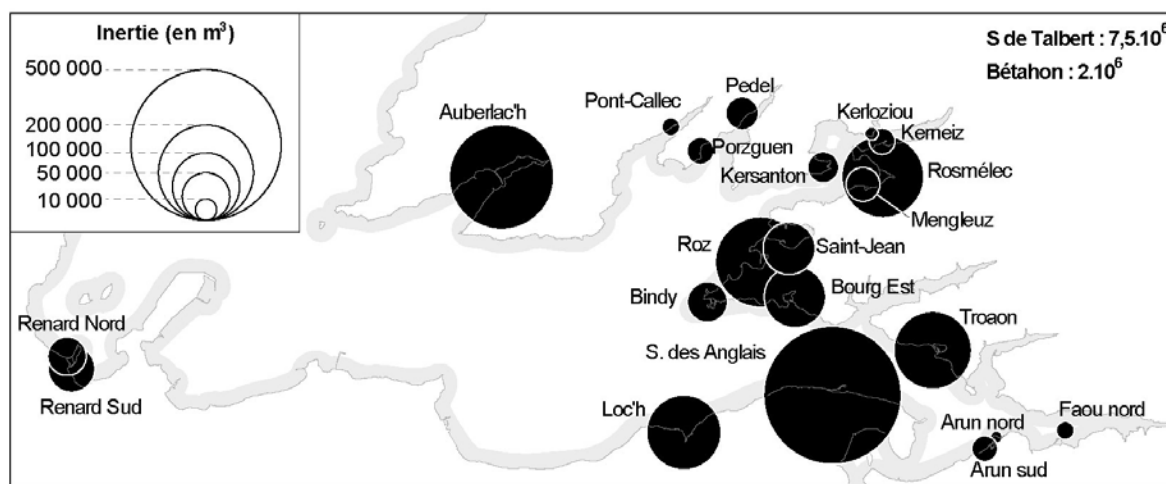 Inertie (en m³)
500 000
200 000
100 000
50 000
10 000
S de Talbert : 7,5.10⁶
Bétahon : 2.10⁶
Auberlac'h
Pont-Callec
Pedel
Porzguen
Kerloziou
Kerneiz
Kersanton
Rosmélec
Mengleuz
Roz
Saint-Jean
Bindy
Bourg Est
Renard Nord
Renard Sud
S. des Anglais
Troaon
Loc'h
Arun nord
Faou nord
Arun sud